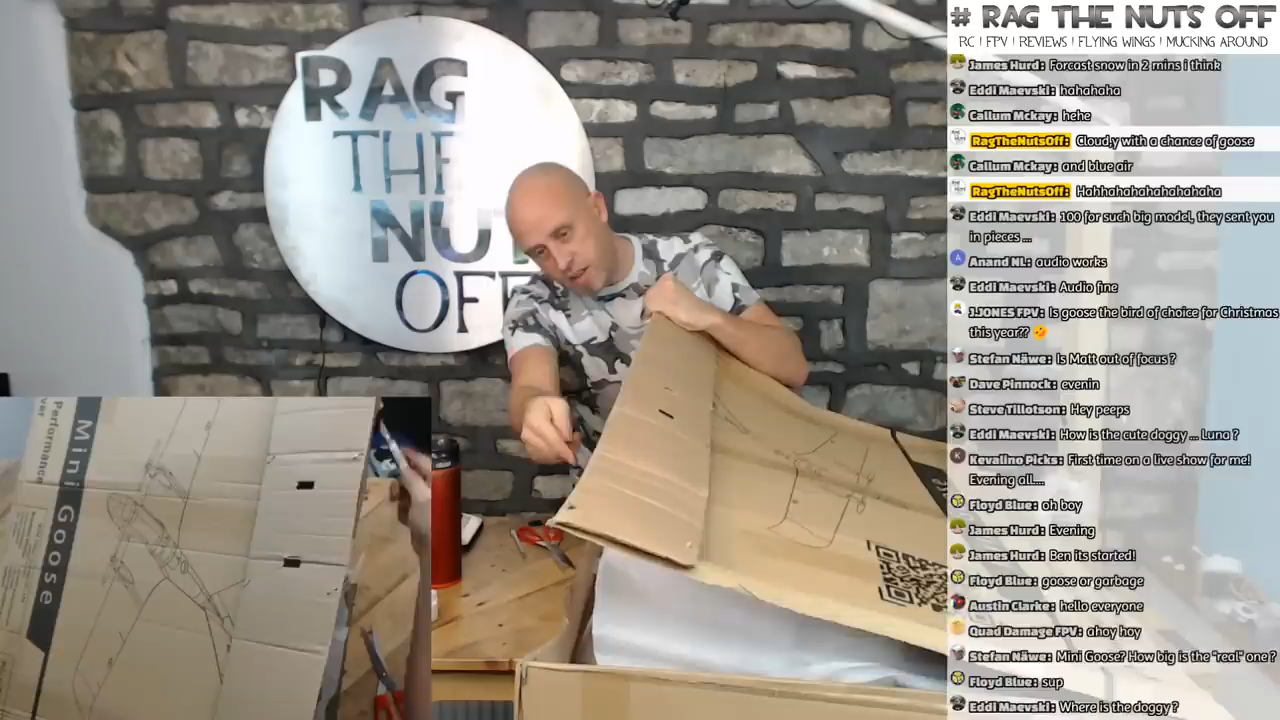 # RAG THE NUTS OFF
RC | FPV | REVIEWS | FLYING WINGS | MUCKING AROUND
RAG
THE
NUT
OFF
James Hurd: Forcast snow in 2 mins i think
Eddi Maevski: hahahaha
Callum Mckay: hehe
RagTheNutsOff: Cloud,y with a chance of goose
Callum Mckay: and blue air
RagTheNutsOff: Hahhahahahahahahaha
Eddi Maevski: 100 for such big model, they sent you
in pieces ...
A
Anand NL: audio works
Eddi Maevski: Audio fine
J.JONES FPV: Is goose the bird of choice for Christmas
this year??
Stefan Näwe: Is Matt out of focus ?
Dave Pinnock: evenin
Steve Tillotson: Hey peeps
Eddi Maevski: How is the cute doggy ... Luna ?
K
Kevalino Picks: First time on a live show for me!
Evening all....
Floyd Blue: oh boy
James Hurd: Evening
James Hurd: Ben its started!
Floyd Blue: goose or garbage
Austin Clarke: hello everyone
Quad Damage FPV: ahoy hoy
Stefan Näwe: Mini Goose? How big is the "real" one ?
Floyd Blue: sup
Eddi Maevski: Where is the doggy ?
Mini Goose
Performance